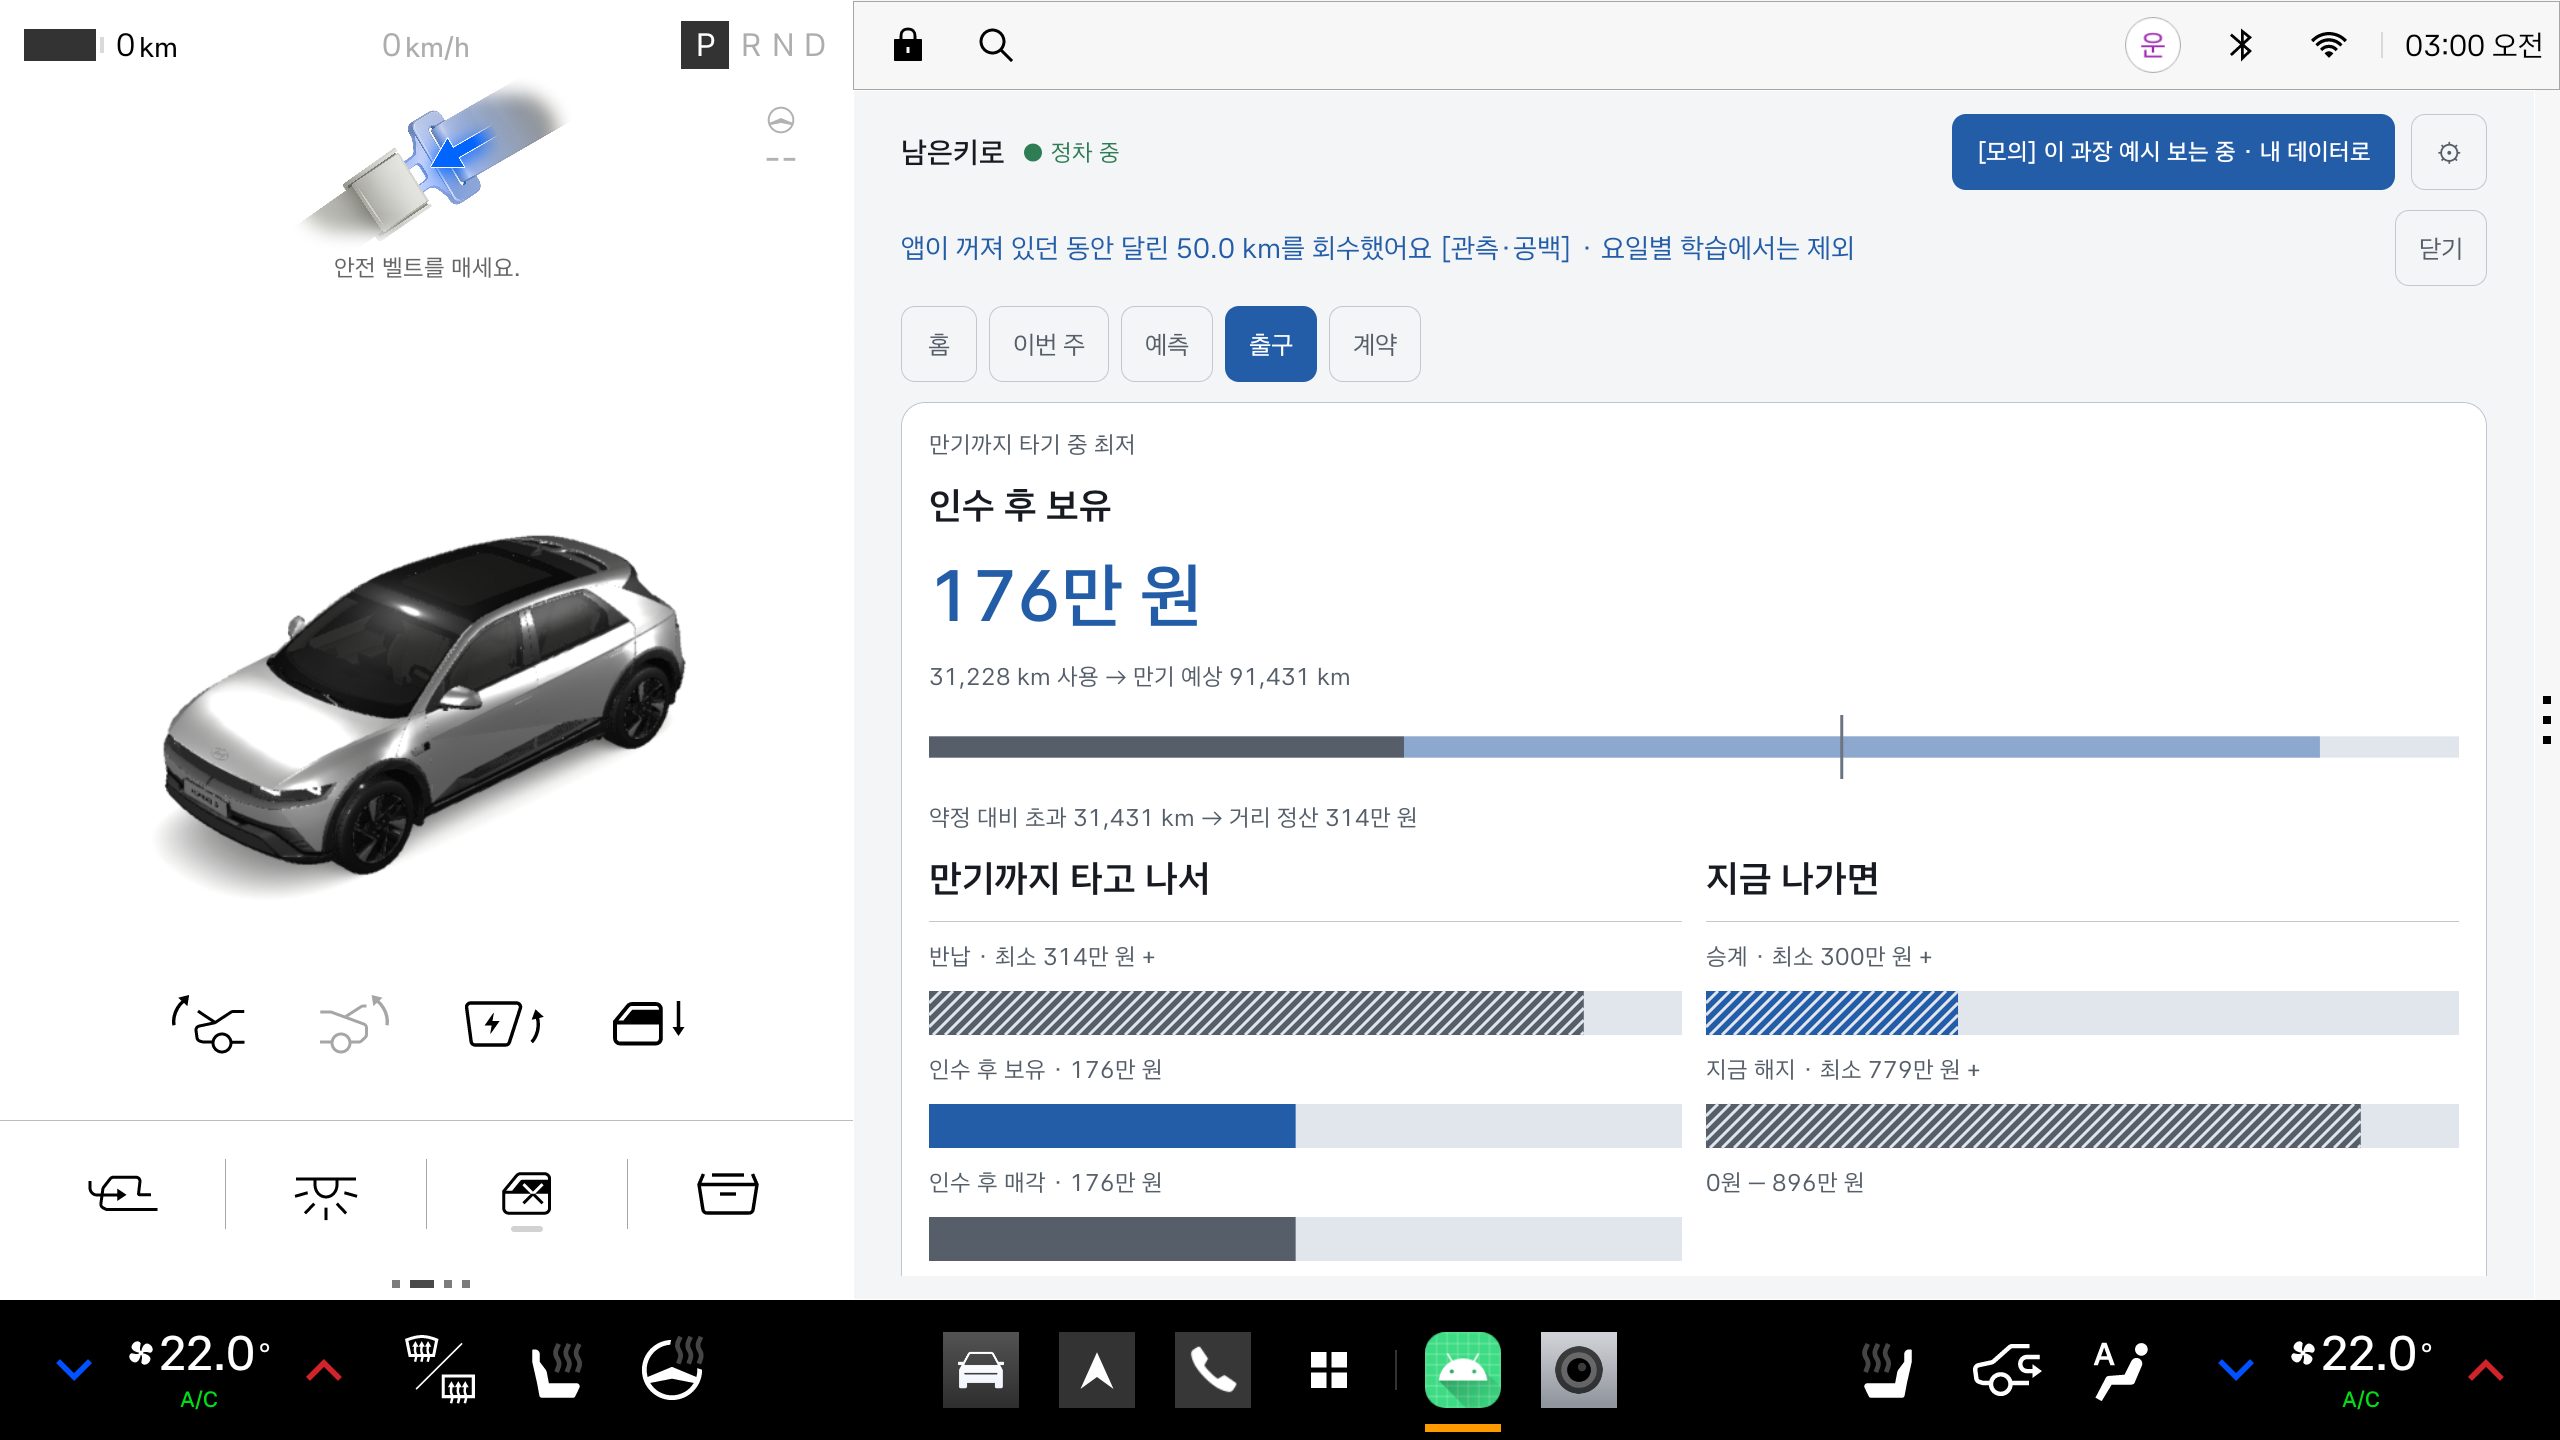 0 km
0 km/h
P R N D
03:00 오전
운
안전 벨트를 매세요.
남은키로
정차 중
[모의] 이 과장 예시 보는 중 · 내 데이터로
앱이 꺼져 있던 동안 달린 50.0 km를 회수했어요 [관측·공백] · 요일별 학습에서는 제외
닫기
홈
이번 주
예측
출구
계약
만기까지 타기 중 최저
인수 후 보유
176만 원
31,228 km 사용 → 만기 예상 91,431 km
약정 대비 초과 31,431 km → 거리 정산 314만 원
만기까지 타고 나서
반납 · 최소 314만 원 +
인수 후 보유 · 176만 원
인수 후 매각 · 176만 원
지금 나가면
승계 · 최소 300만 원 +
지금 해지 · 최소 779만 원 +
0원 — 896만 원
22.0°
A/C
A
22.0°
A/C